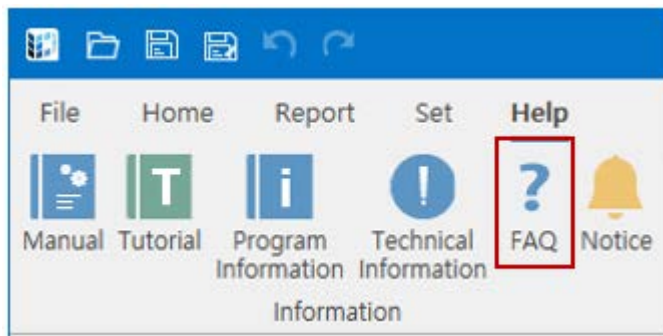 File Home Report Set Help
T i ! ?
Manual Tutorial Program Information Technical Information FAQ Notice
Information